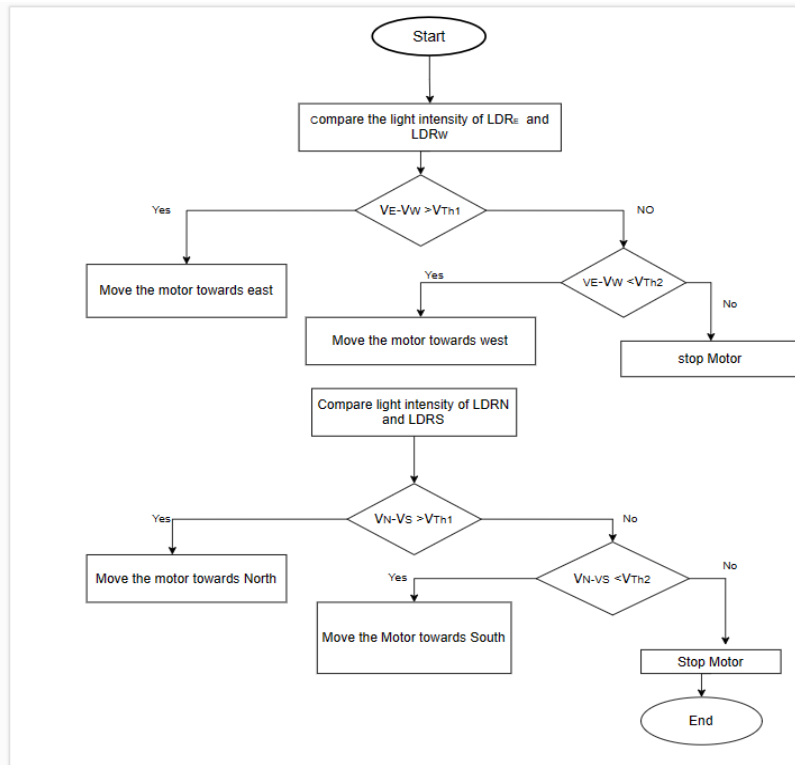 Start
Compare the light intensity of LDRE and
LDRW
Yes
VE-VW >VTh1
NO
Move the motor towards east
Yes
VE-VW <VTh2
No
Move the motor towards west
stop Motor
Compare light intensity of LDRN
and LDRS
Yes
VN-VS >VTh1
No
Move the motor towards North
Yes
VN-VS <VTh2
No
Move the Motor towards South
Stop Motor
End